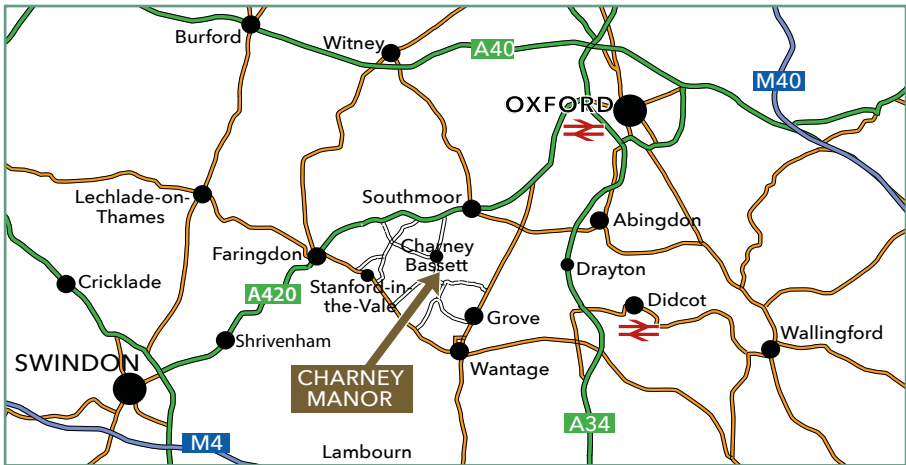 Burford
Witney
A40
M40
OXFORD
Lechlade-on-
Thames
Southmoor
Abingdon
Faringdon
Charney
Bassett
Cricklade
A420
Stanford-in-
the-Vale
Drayton
Didcot
Grove
Shrivenham
Wallingford
SWINDON
Wantage
CHARNEY
MANOR
A34
M4
Lambourn